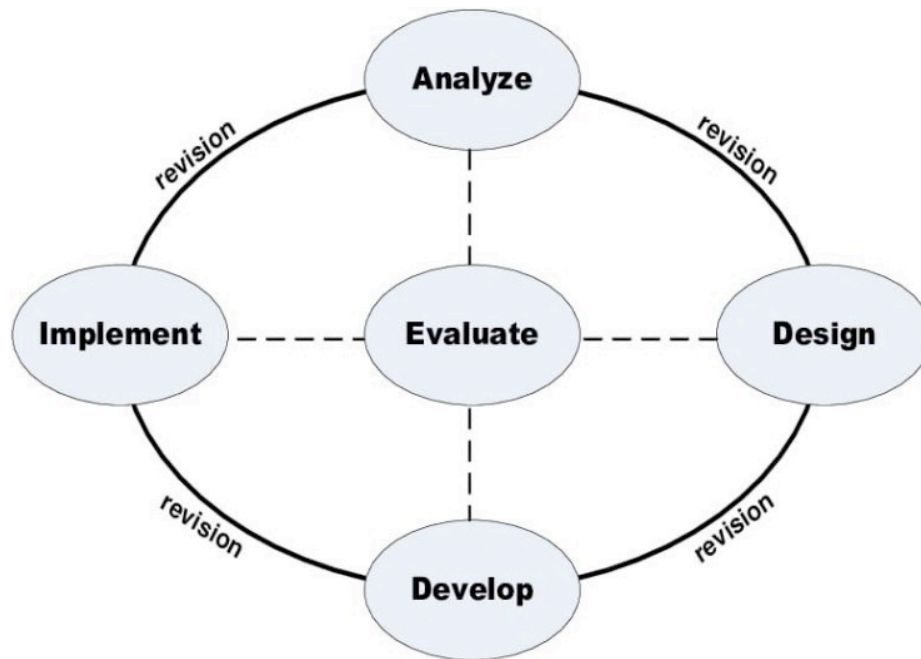 Analyze
revision
revision
Implement
Evaluate
Design
revision
revision
Develop